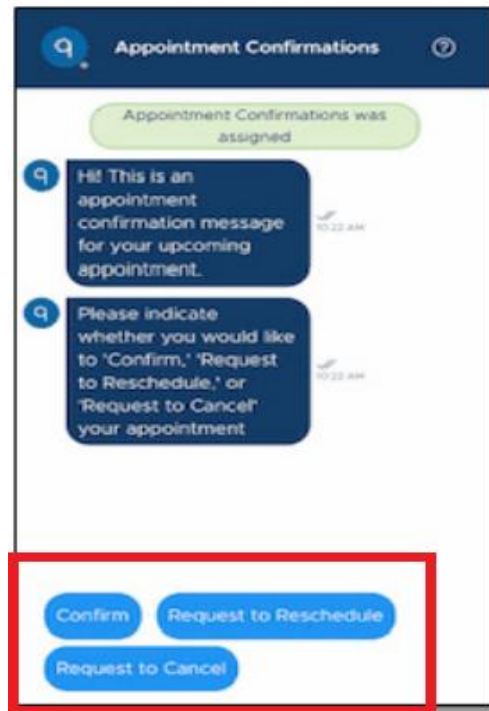 Appointment Confirmations
Appointment Confirmations was
assigned
Hi! This is an
appointment
confirmation message
for your upcoming
appointment.
10:22 AM
Please indicate
whether you would like
to 'Confirm,' 'Request
to Reschedule,' or
'Request to Cancel'
your appointment
10:22 AM
Confirm
Request to Reschedule
Request to Cancel